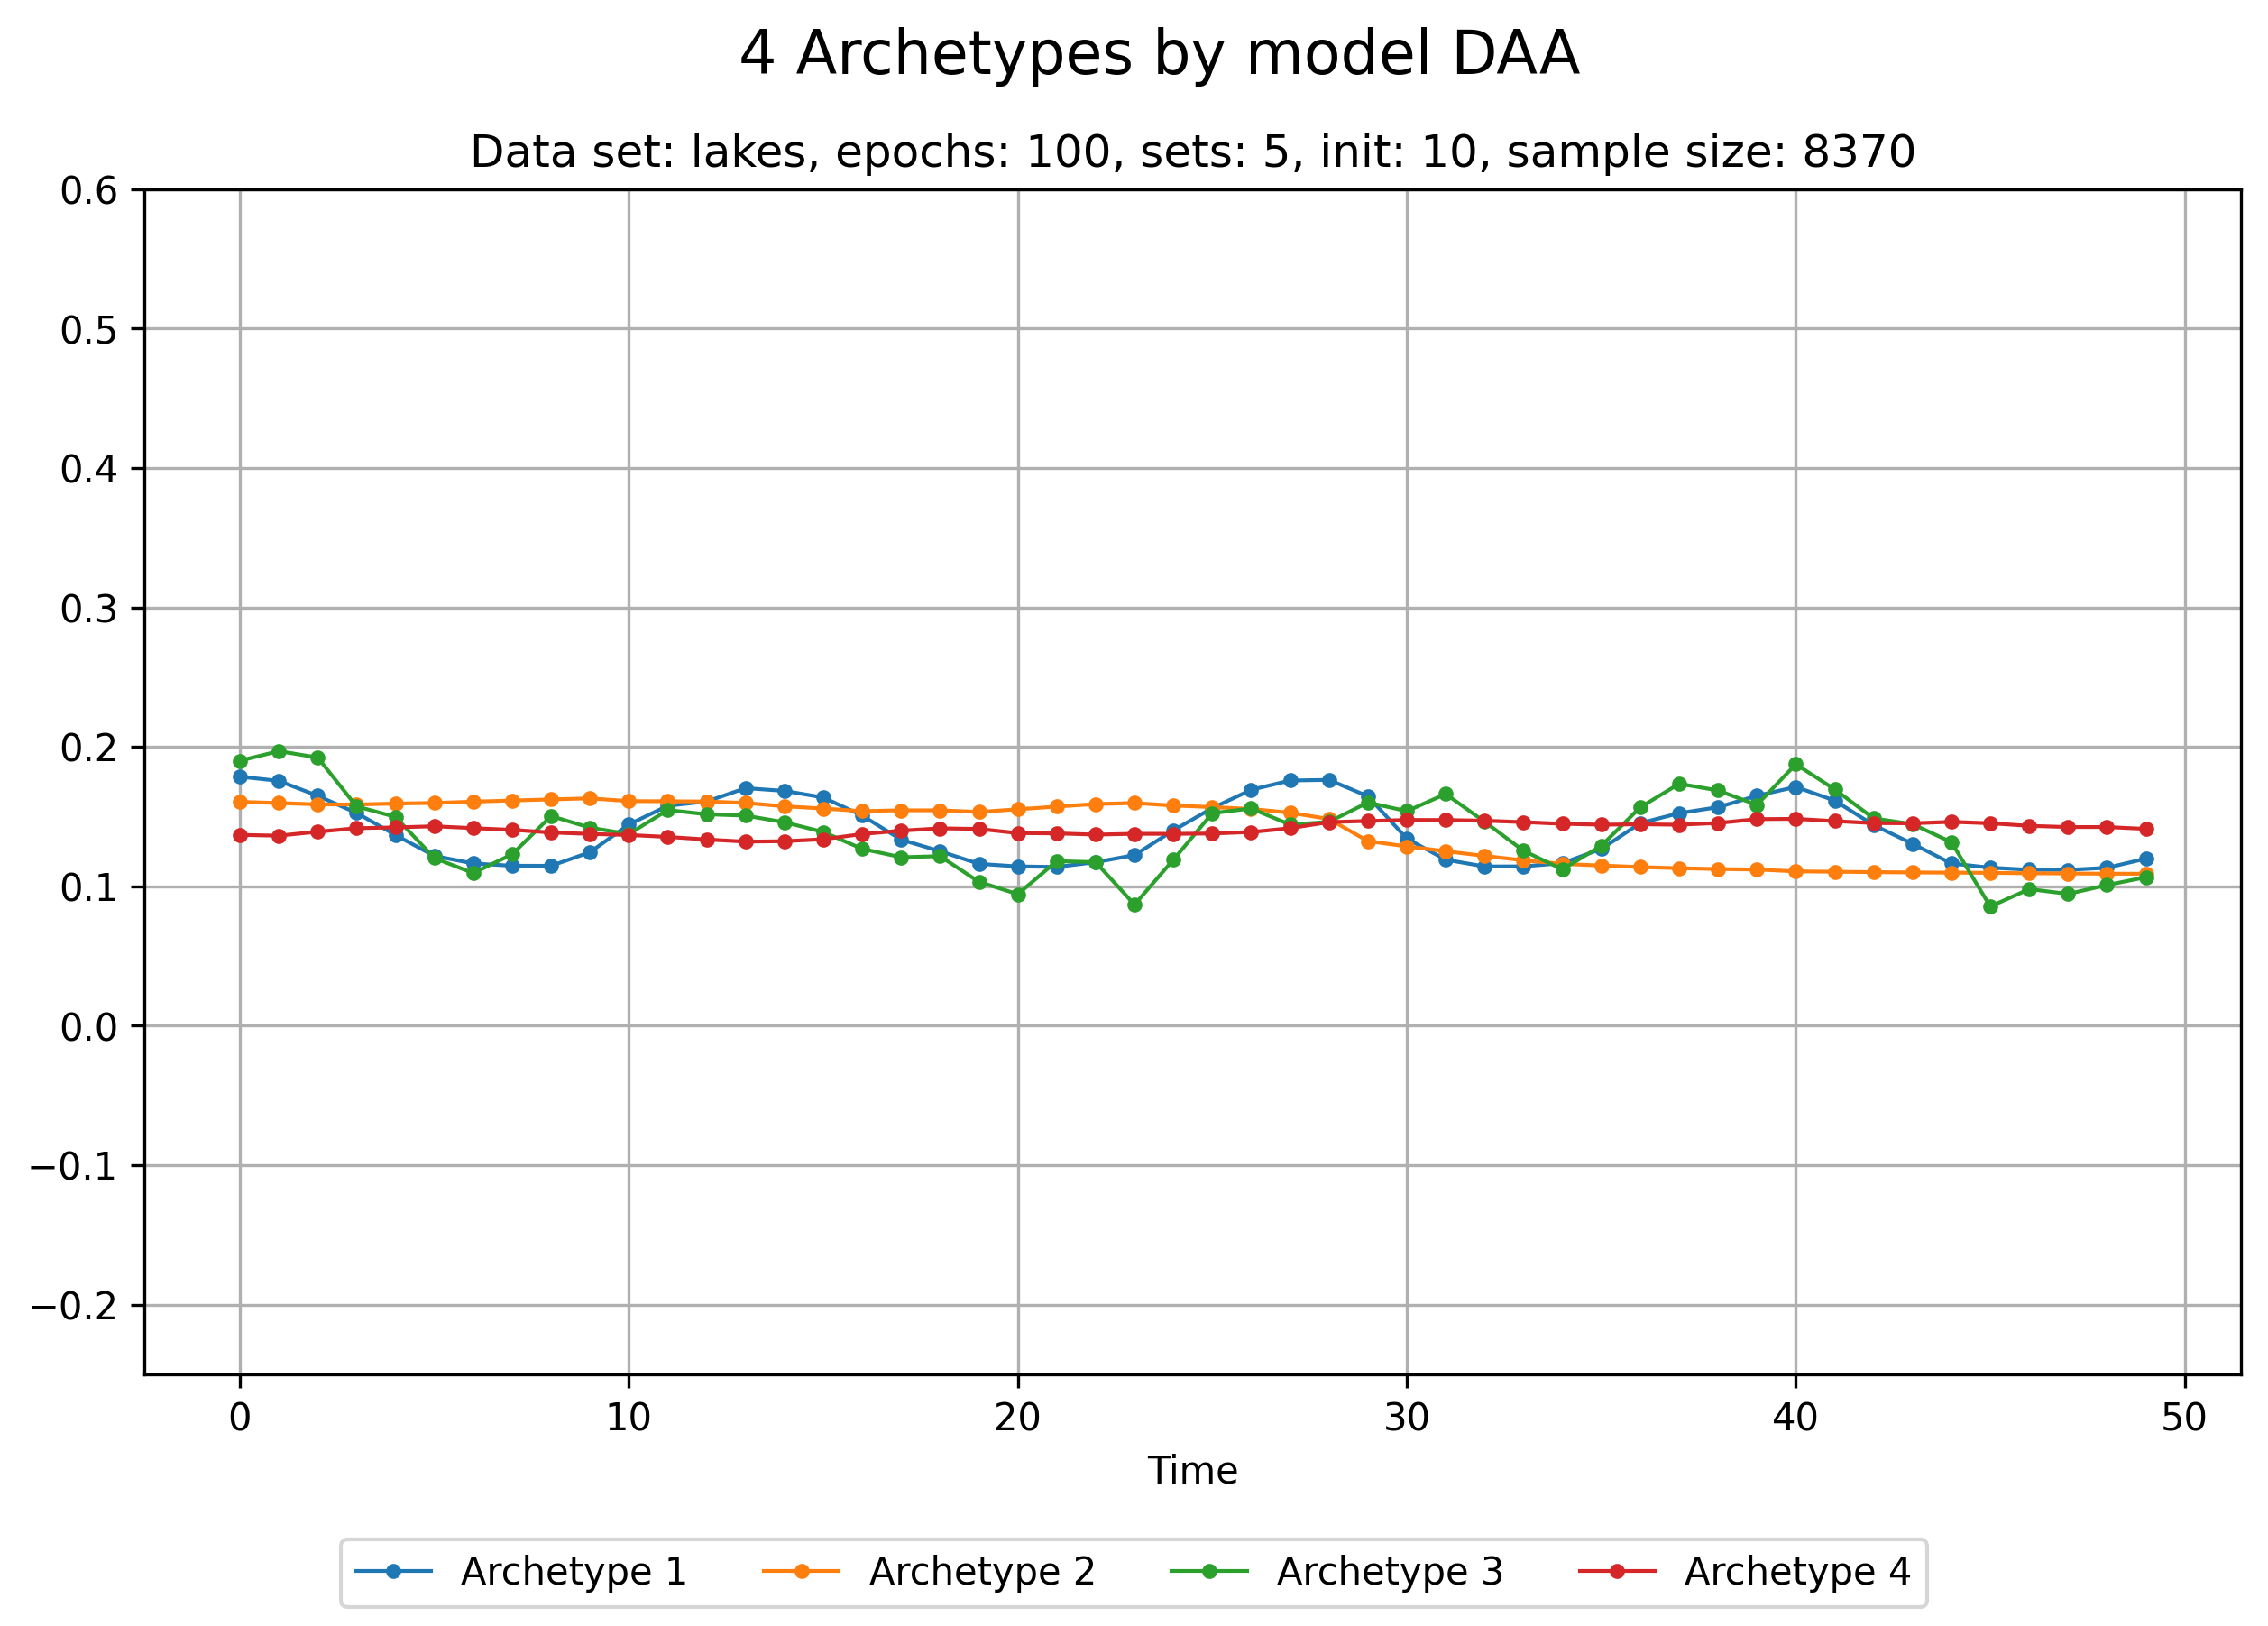 4 Archetypes by model DAA
Data set: lakes, epochs: 100, sets: 5, init: 10, sample size: 8370
0.6
0.5
0.4
0.3
0.2
0.1
0.0
−0.1
−0.2
0 10 20 30 40 50
Time
Archetype 1 Archetype 2 Archetype 3 Archetype 4